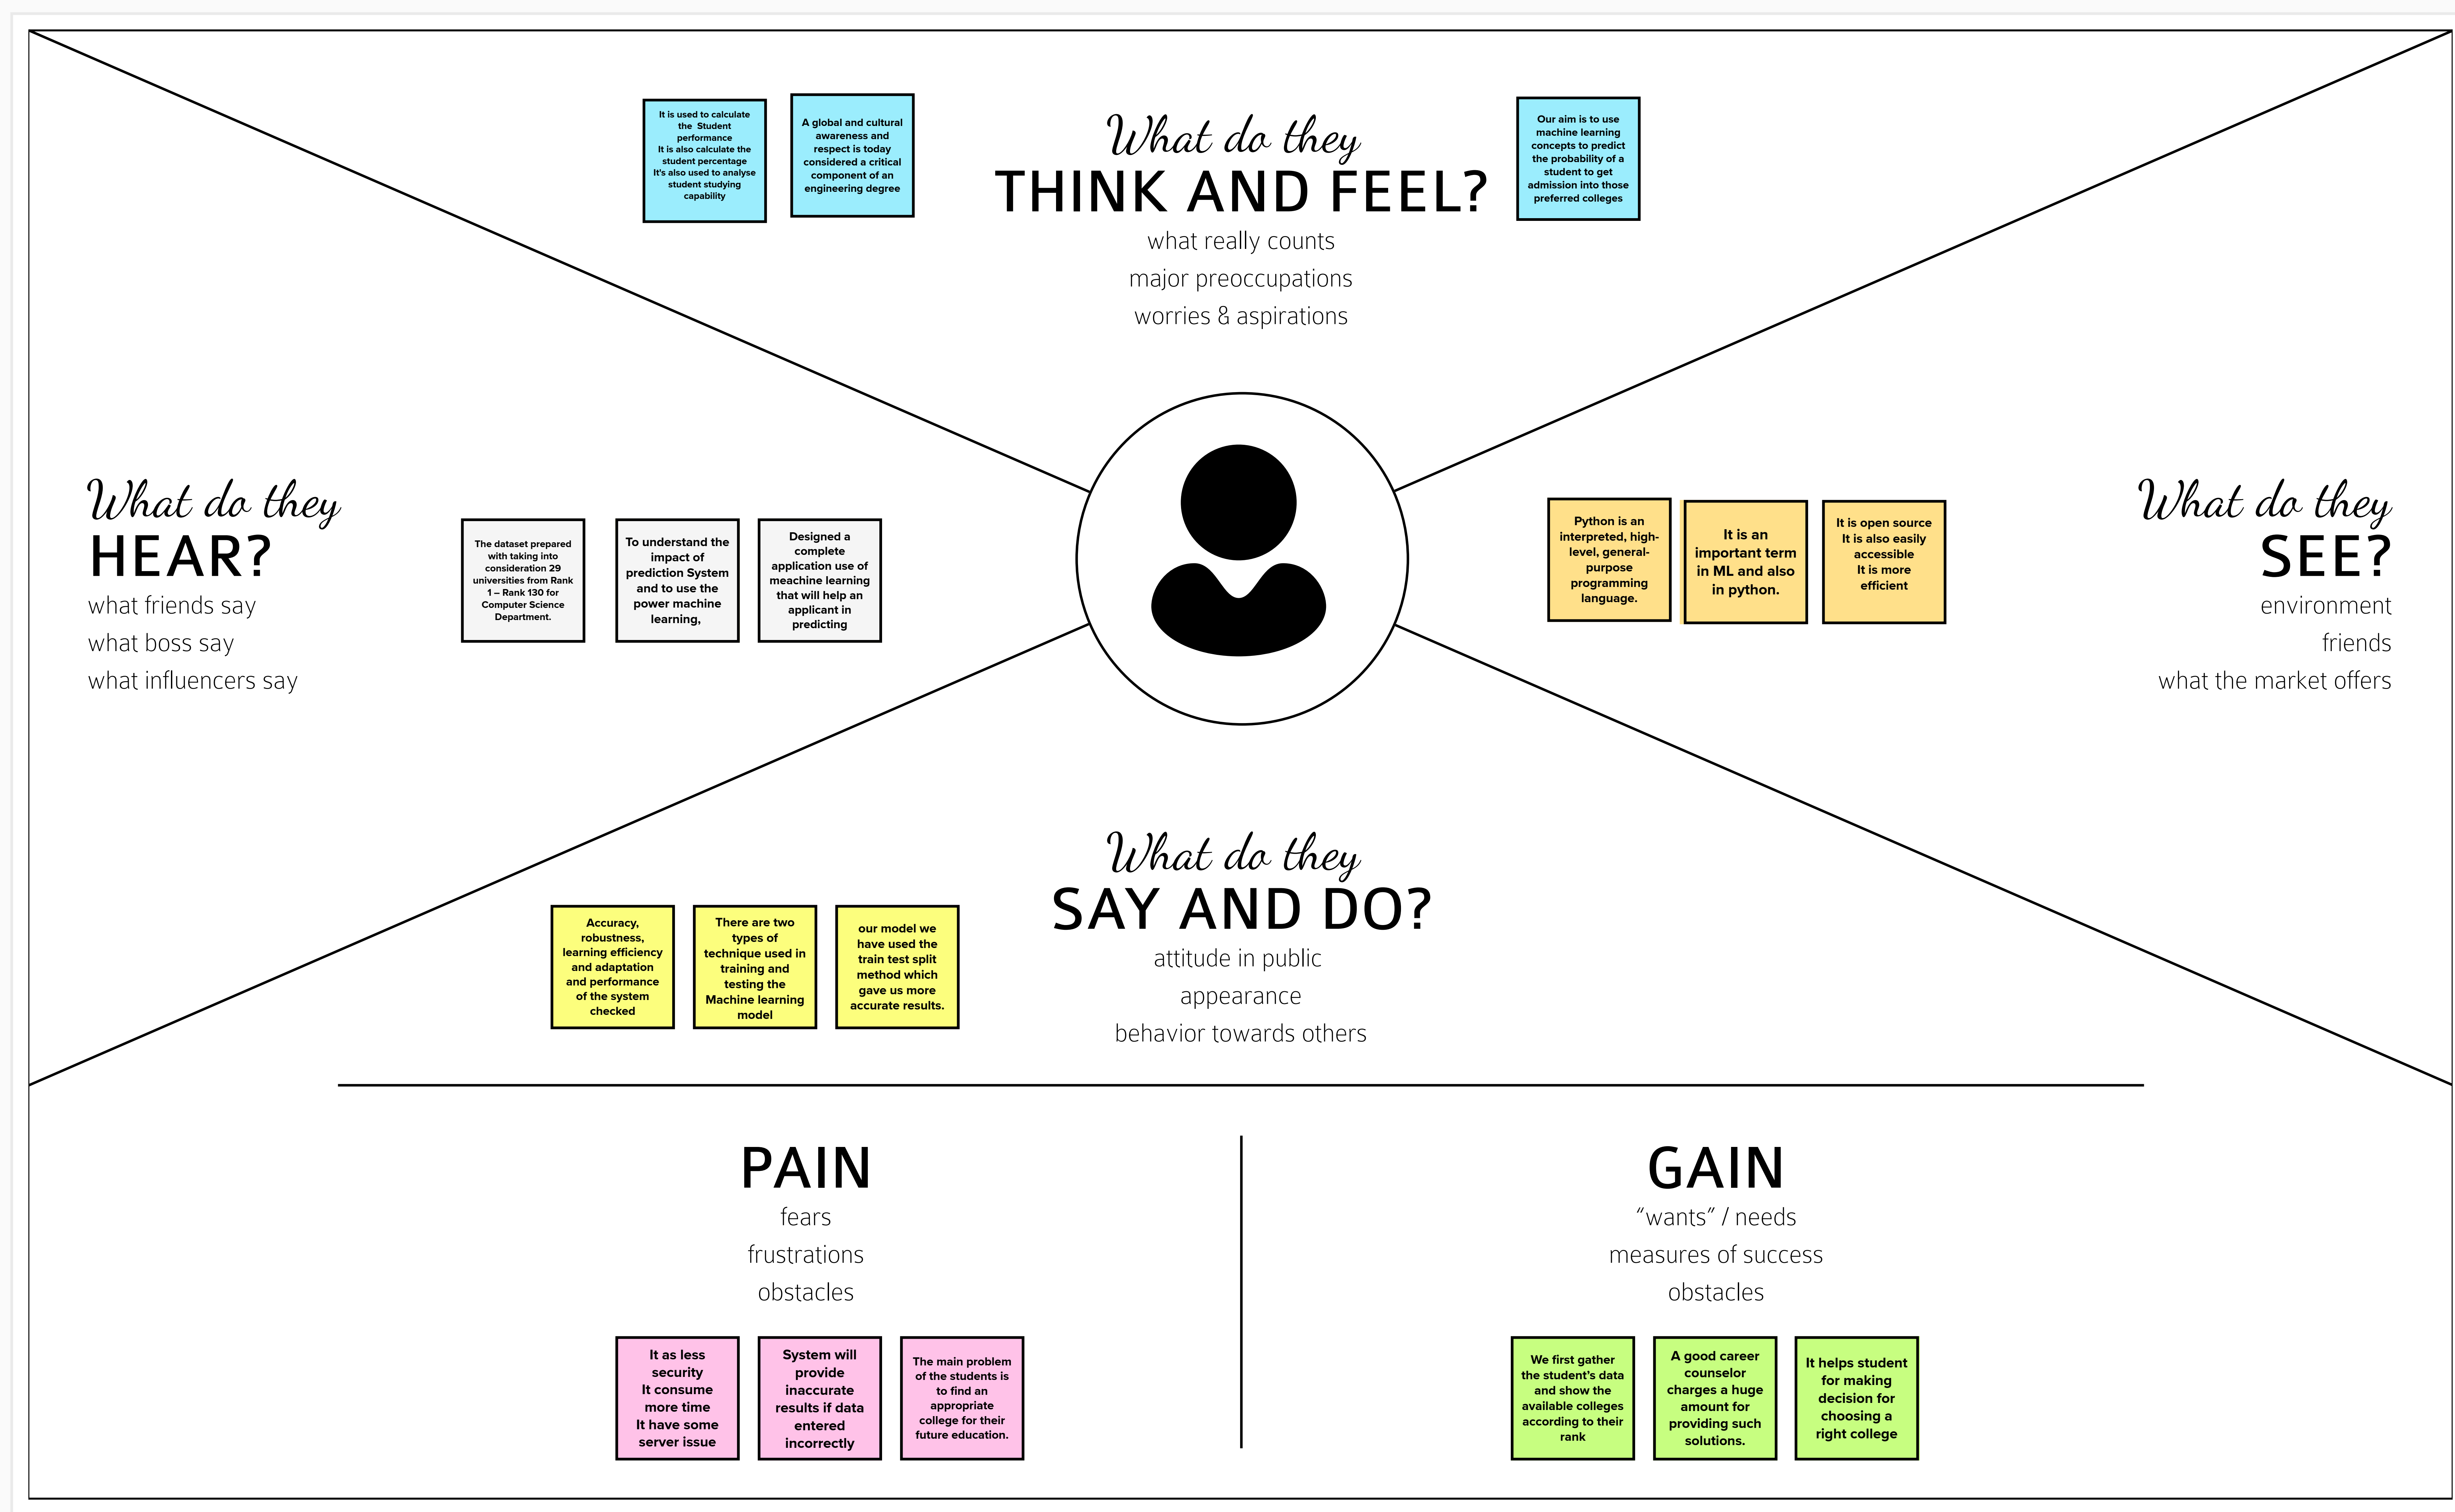 It is used to calculate
the Student
performance
It is also calculate the
student percentage
It's also used to analyse
student studying
capability
A global and cultural
awareness and
respect is today
considered a critical
component of an
engineering degree
What do they
THINK AND FEEL?
what really counts
major preoccupations
worries & aspirations
Our aim is to use
machine learning
concepts to predict
the probability of a
student to get
admission into those
preferred colleges
What do they
HEAR?
what friends say
what boss say
what influencers say
The dataset prepared
with taking into
consideration 29
universities from Rank
1 – Rank 130 for
Computer Science
Department.
To understand the
impact of
prediction System
and to use the
power machine
learning,
Designed a
complete
application use of
meachine learning
that will help an
applicant in
predicting
Python is an
interpreted, high-
level, general-
purpose
programming
language.
It is an
important term
in ML and also
in python.
It is open source
It is also easily
accessible
It is more
efficient
What do they
SEE?
environment
friends
what the market offers
What do they
SAY AND DO?
attitude in public
appearance
behavior towards others
Accuracy,
robustness,
learning efficiency
and adaptation
and performance
of the system
checked
There are two
types of
technique used in
training and
testing the
Machine learning
model
our model we
have used the
train test split
method which
gave us more
accurate results.
PAIN
fears
frustrations
obstacles
It as less
security
It consume
more time
It have some
server issue
System will
provide
inaccurate
results if data
entered
incorrectly
The main problem
of the students is
to find an
appropriate
college for their
future education.
GAIN
“wants” / needs
measures of success
obstacles
We first gather
the student’s data
and show the
available colleges
according to their
rank
A good career
counselor
charges a huge
amount for
providing such
solutions.
It helps student
for making
decision for
choosing a
right college